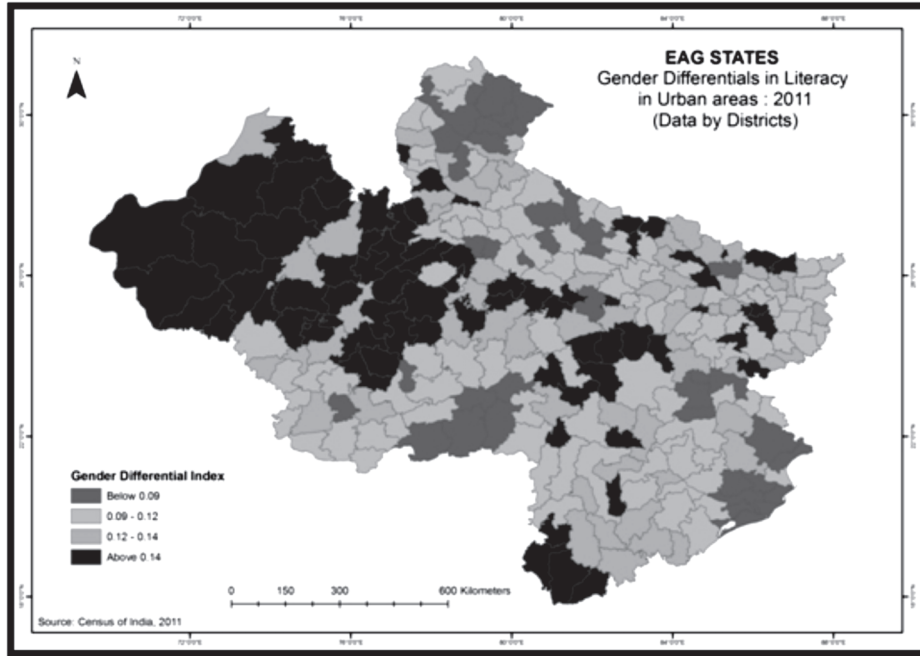 EAG STATES
Gender Differentials in Literacy
in Urban areas : 2011
(Data by Districts)
N
Gender Differential Index
Below 0.09
0.09 - 0.12
0.12 - 0.14
Above 0.14
0 150 300 600 Kilometers
Source: Census of India, 2011